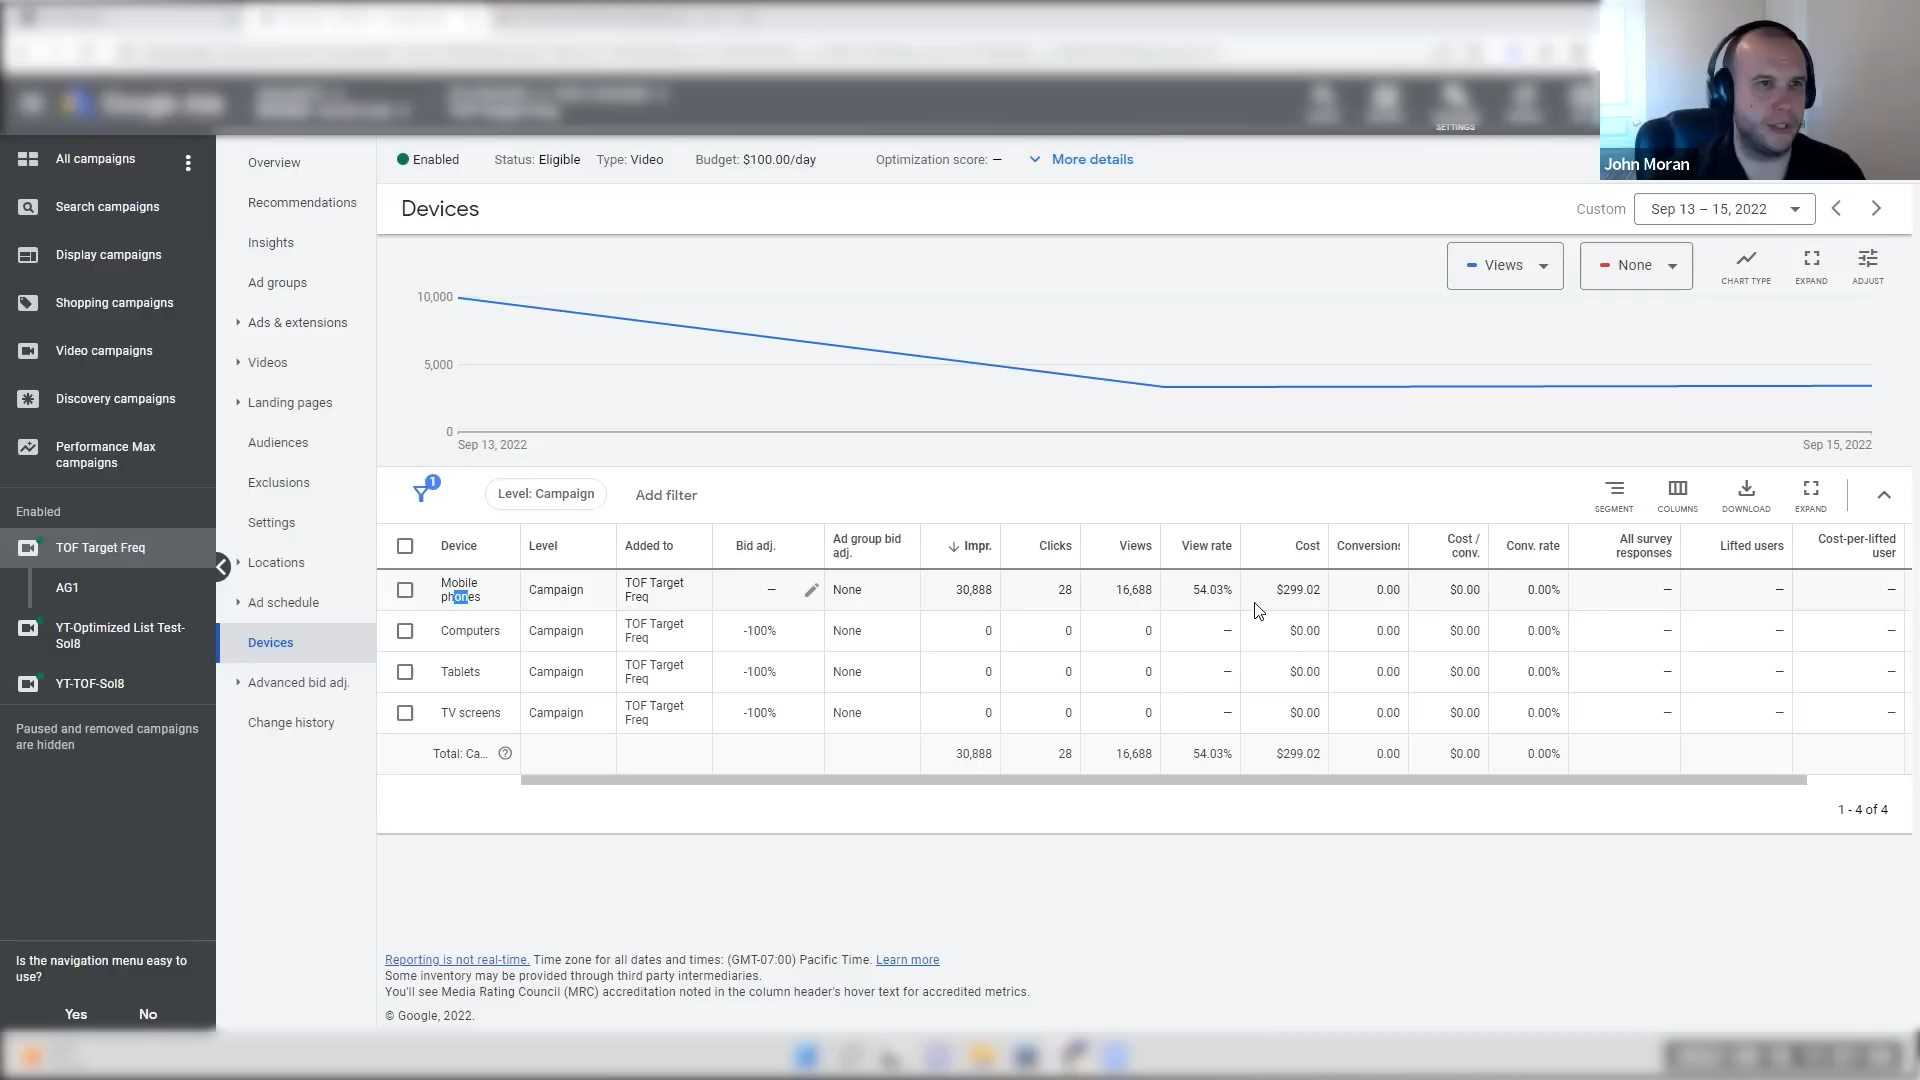 Google Ads
SETTINGS
John Moran
All campaigns
Search campaigns
Display campaigns
Shopping campaigns
Video campaigns
Discovery campaigns
Performance Max
campaigns
Enabled
TOF Target Freq
AG1
YT-Optimized List Test-
Sol8
YT-TOF-Sol8
Paused and removed campaigns
are hidden
Is the navigation menu easy to
use?
Yes No
Overview
Recommendations
Insights
Ad groups
Ads & extensions
Videos
Landing pages
Audiences
Exclusions
Settings
Locations
Ad schedule
Devices
Advanced bid adj.
Change history
Enabled Status: Eligible Type: Video Budget: $100.00/day Optimization score: – More details
Devices
Custom Sep 13 – 15, 2022
Views None CHART TYPE EXPAND ADJUST
10,000
5,000
0
Sep 13, 2022 Sep 15, 2022
1 Level: Campaign Add filter
SEGMENT COLUMNS DOWNLOAD EXPAND
Device Level Added to Bid adj. Ad group bid adj. Impr. Clicks Views View rate Cost Conversions Cost / conv. Conv. rate All survey responses Lifted users Cost-per-lifted user
Mobile phones Campaign TOF Target Freq – None 30,888 28 16,688 54.03% $299.02 0.00 $0.00 0.00% – – –
Computers Campaign TOF Target Freq -100% None 0 0 0 – $0.00 0.00 $0.00 0.00% – – –
Tablets Campaign TOF Target Freq -100% None 0 0 0 – $0.00 0.00 $0.00 0.00% – – –
TV screens Campaign TOF Target Freq -100% None 0 0 0 – $0.00 0.00 $0.00 0.00% – – –
Total: Ca... 30,888 28 16,688 54.03% $299.02 0.00 $0.00 0.00%
1 - 4 of 4
Reporting is not real-time. Time zone for all dates and times: (GMT-07:00) Pacific Time. Learn more
Some inventory may be provided through third party intermediaries.
You'll see Media Rating Council (MRC) accreditation noted in the column header's hover text for accredited metrics.
© Google, 2022.